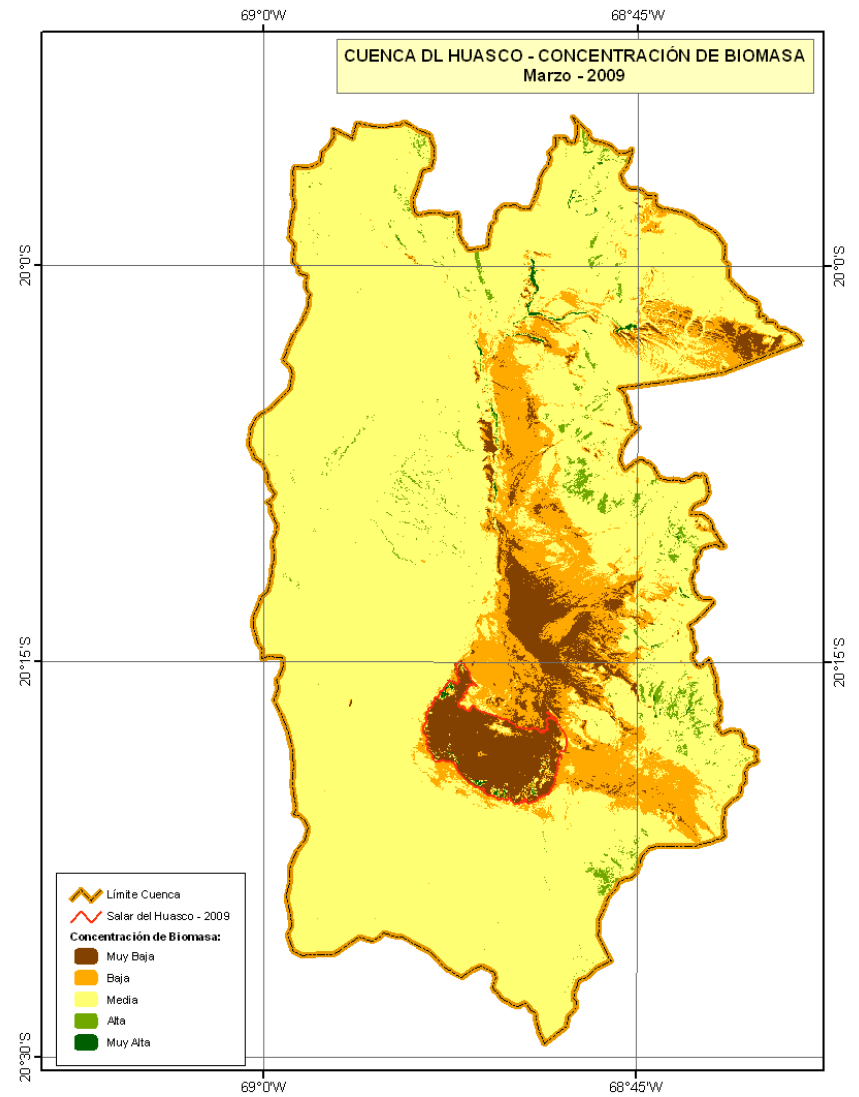 69°0'W 68°45'W
CUENCA DL HUASCO - CONCENTRACIÓN DE BIOMASA
Marzo - 2009
20°0'S 20°0'S
20°15'S 20°15'S
Límite Cuenca
Salar del Huasco - 2009
Concentración de Biomasa:
Muy Baja
Baja
Media
Alta
Muy Alta
20°30'S 20°30'S
69°0'W 68°45'W